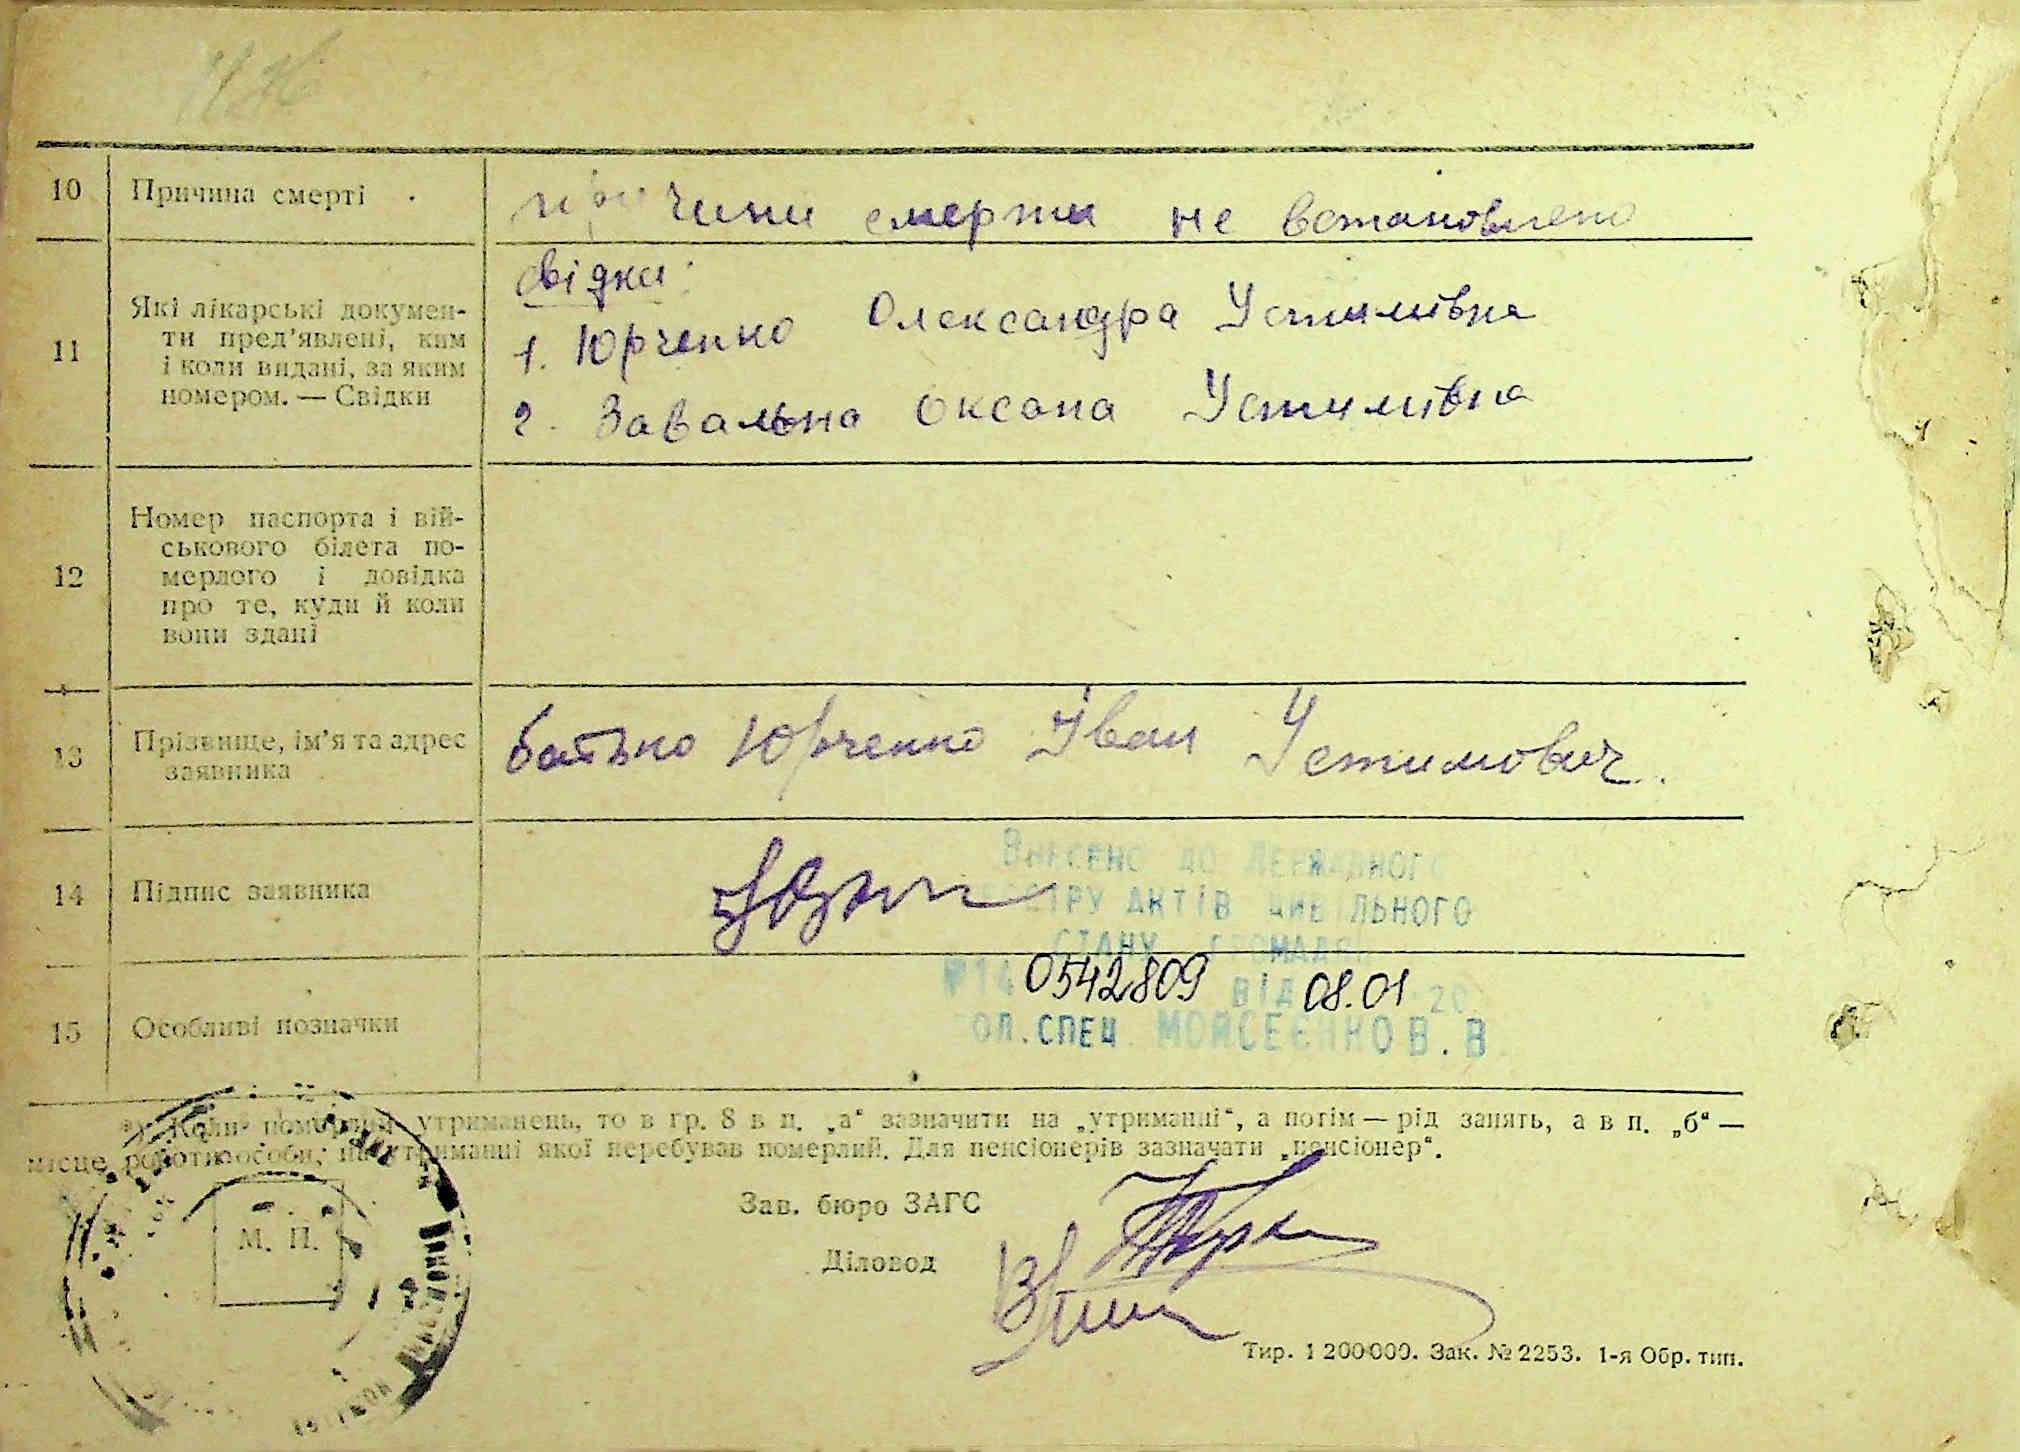 10 Причина смерті причини смерти не встановлено
11 Які лікарські докумен-
ти пред’явлені, ким
і коли видані, за яким
номером. — Свідки
свідки:
1. Юрченко Олександра Устимівна
2. Завальна Оксана Устимівна
12 Номер паспорта і вій-
ськового білета по-
мерлого і довідка
про те, куди й коли
вони здані
13 Прізвище, ім’я та адрес
заявника
батько Юрченко Іван Устимович.
14 Підпис заявника
Внесено до Державного
реєстру актів цивільного
стану громадян
№14 0542809 від 08.01 20
гол. спец. Мойсеєнко В. В
15 Особливі позначки
*) Коли померлий утриманець, то в гр. 8 в п. „а“ зазначити на „утриманні“, а потім — рід занять, а в п. „б“ —
місце роботи особи, на утриманні якої перебував померлий. Для пенсіонерів зазначати „пенсіонер“.
М. П.
Зав. бюро ЗАГС
Діловод
Тир. 1 200 000. Зак. № 2253. 1-я Обр. тип.